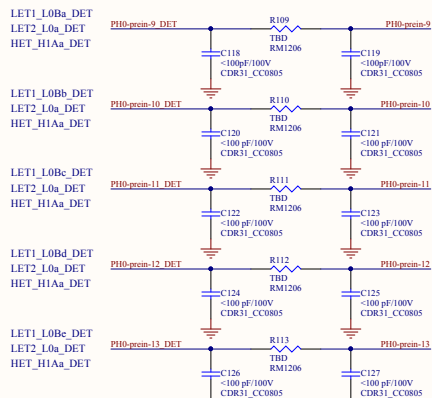 LET1_L0Ba_DET
LET2_L0a_DET
HET_H1Aa_DET
PH0-prein-9_DET
R109
TBD
RM1206
PH0-prein-9
C118
<100pF/100V
CDR31_CC0805
C119
<100pF/100V
CDR31_CC0805
LET1_L0Bb_DET
LET2_L0a_DET
HET_H1Aa_DET
PH0-prein-10_DET
R110
TBD
RM1206
PH0-prein-10
C120
<100 pF/100V
CDR31_CC0805
C121
<100 pF/100V
CDR31_CC0805
LET1_L0Bc_DET
LET2_L0a_DET
HET_H1Aa_DET
PH0-prein-11_DET
R111
TBD
RM1206
PH0-prein-11
C122
<100 pF/100V
CDR31_CC0805
C123
<100 pF/100V
CDR31_CC0805
LET1_L0Bd_DET
LET2_L0a_DET
HET_H1Aa_DET
PH0-prein-12_DET
R112
TBD
RM1206
PH0-prein-12
C124
<100 pF/100V
CDR31_CC0805
C125
<100 pF/100V
CDR31_CC0805
LET1_L0Be_DET
LET2_L0a_DET
HET_H1Aa_DET
PH0-prein-13_DET
R113
TBD
RM1206
PH0-prein-13
C126
<100 pF/100V
CDR31_CC0805
C127
<100 pF/100V
CDR31_CC0805